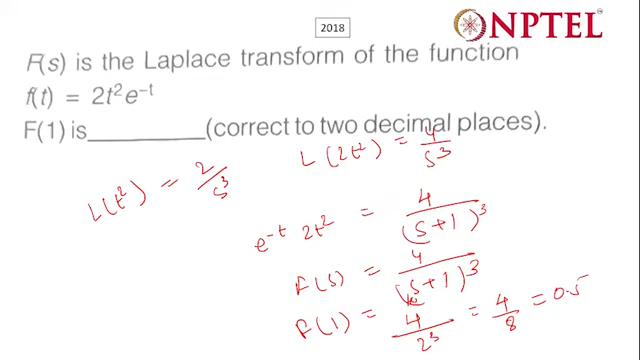 2018
NPTEL
F(s) is the Laplace transform of the function
f(t) = 2t²e⁻ᵗ
F(1) is________(correct to two decimal places).
L(t²) = 2/s³
L(2t²) = 4/s³
e⁻ᵗ 2t² = 4/(s+1)³
F(s) = 4/(s+1)³
F(1) = 4/2³ = 4/8 = 0.5